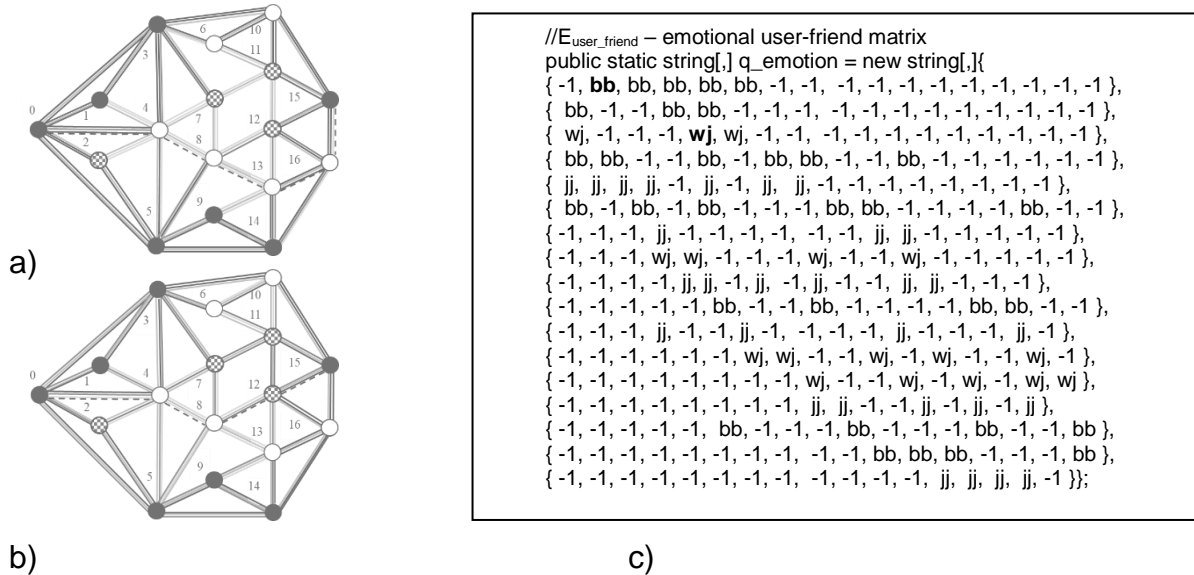 0
1
2
3
4
5
6
7
8
9
10
11
12
13
14
15
16
a)
0
1
2
3
4
5
6
7
8
9
10
11
12
13
14
15
16
b)
//Euser_friend – emotional user-friend matrix
public static string[,] q_emotion = new string[,]{
{ -1, bb, bb, bb, bb, bb, -1, -1, -1, -1, -1, -1, -1, -1, -1, -1, -1 },
{ bb, -1, -1, bb, bb, -1, -1, -1, -1, -1, -1, -1, -1, -1, -1, -1, -1 },
{ wj, -1, -1, -1, wj, wj, -1, -1, -1, -1, -1, -1, -1, -1, -1, -1, -1 },
{ bb, bb, -1, -1, bb, -1, bb, bb, -1, -1, bb, -1, -1, -1, -1, -1, -1 },
{ jj, jj, jj, jj, -1, jj, -1, jj, jj, -1, -1, -1, -1, -1, -1, -1, -1 },
{ bb, -1, bb, -1, bb, -1, -1, -1, bb, bb, -1, -1, -1, -1, bb, -1, -1 },
{ -1, -1, -1, jj, -1, -1, -1, -1, -1, -1, jj, jj, -1, -1, -1, -1, -1 },
{ -1, -1, -1, wj, wj, -1, -1, -1, wj, -1, -1, wj, -1, -1, -1, -1, -1 },
{ -1, -1, -1, -1, jj, jj, -1, jj, -1, jj, -1, -1, jj, jj, -1, -1, -1 },
{ -1, -1, -1, -1, -1, bb, -1, -1, bb, -1, -1, -1, -1, bb, bb, -1, -1 },
{ -1, -1, -1, jj, -1, -1, jj, -1, -1, -1, -1, jj, -1, -1, -1, jj, -1 },
{ -1, -1, -1, -1, -1, -1, wj, wj, -1, -1, wj, -1, wj, -1, -1, wj, -1 },
{ -1, -1, -1, -1, -1, -1, -1, -1, wj, -1, -1, wj, -1, wj, -1, wj, wj },
{ -1, -1, -1, -1, -1, -1, -1, -1, jj, jj, -1, -1, jj, -1, jj, -1, jj },
{ -1, -1, -1, -1, -1, bb, -1, -1, -1, bb, -1, -1, -1, bb, -1, -1, bb },
{ -1, -1, -1, -1, -1, -1, -1, -1, -1, -1, bb, bb, bb, -1, -1, -1, bb },
{ -1, -1, -1, -1, -1, -1, -1, -1, -1, -1, -1, -1, jj, jj, jj, jj, -1 }};
c)